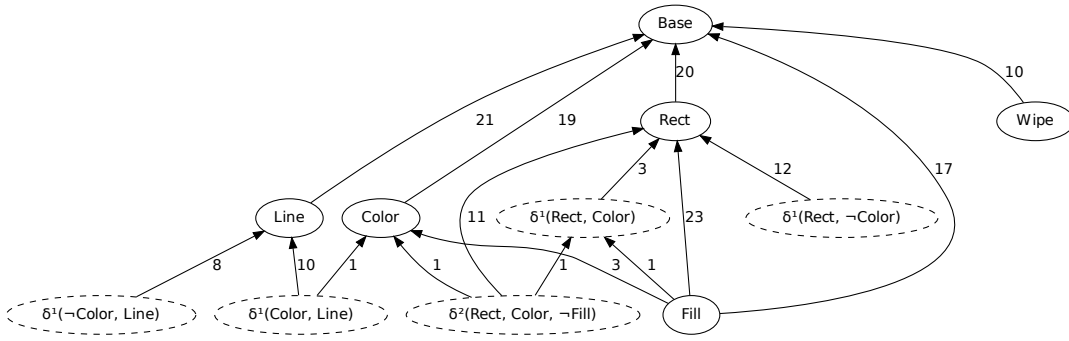 Base
20
10
Rect
Wipe
21
19
3
12
17
Line
Color
δ¹(Rect, Color)
δ¹(Rect, ¬Color)
11
23
8
10
1
1
1
3
1
δ¹(¬Color, Line)
δ¹(Color, Line)
δ²(Rect, Color, ¬Fill)
Fill